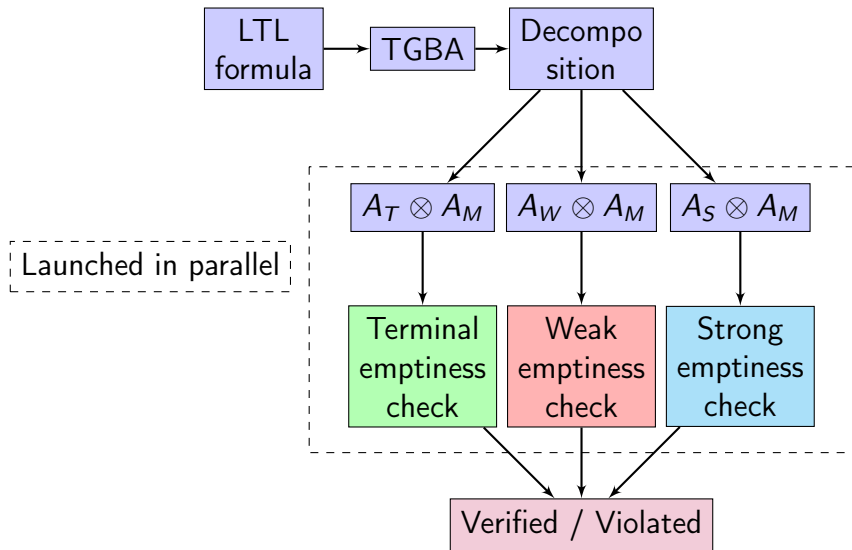 LTL
formula
TGBA
Decompo
sition
A_T ⊗ A_M
A_W ⊗ A_M
A_S ⊗ A_M
Launched in parallel
Terminal
emptiness
check
Weak
emptiness
check
Strong
emptiness
check
Verified / Violated